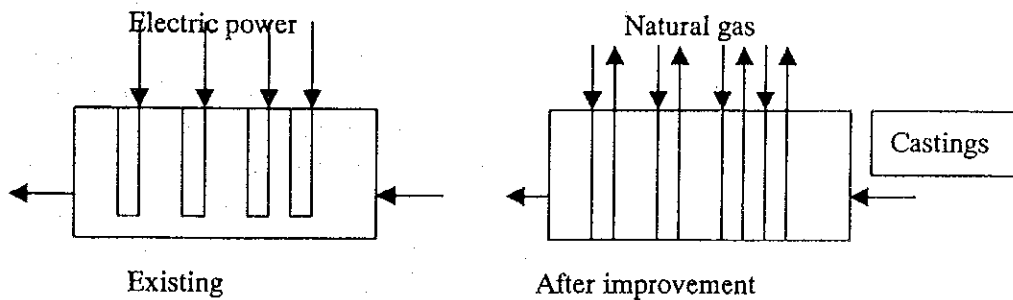 Electric power
Natural gas
Castings
Existing
After improvement